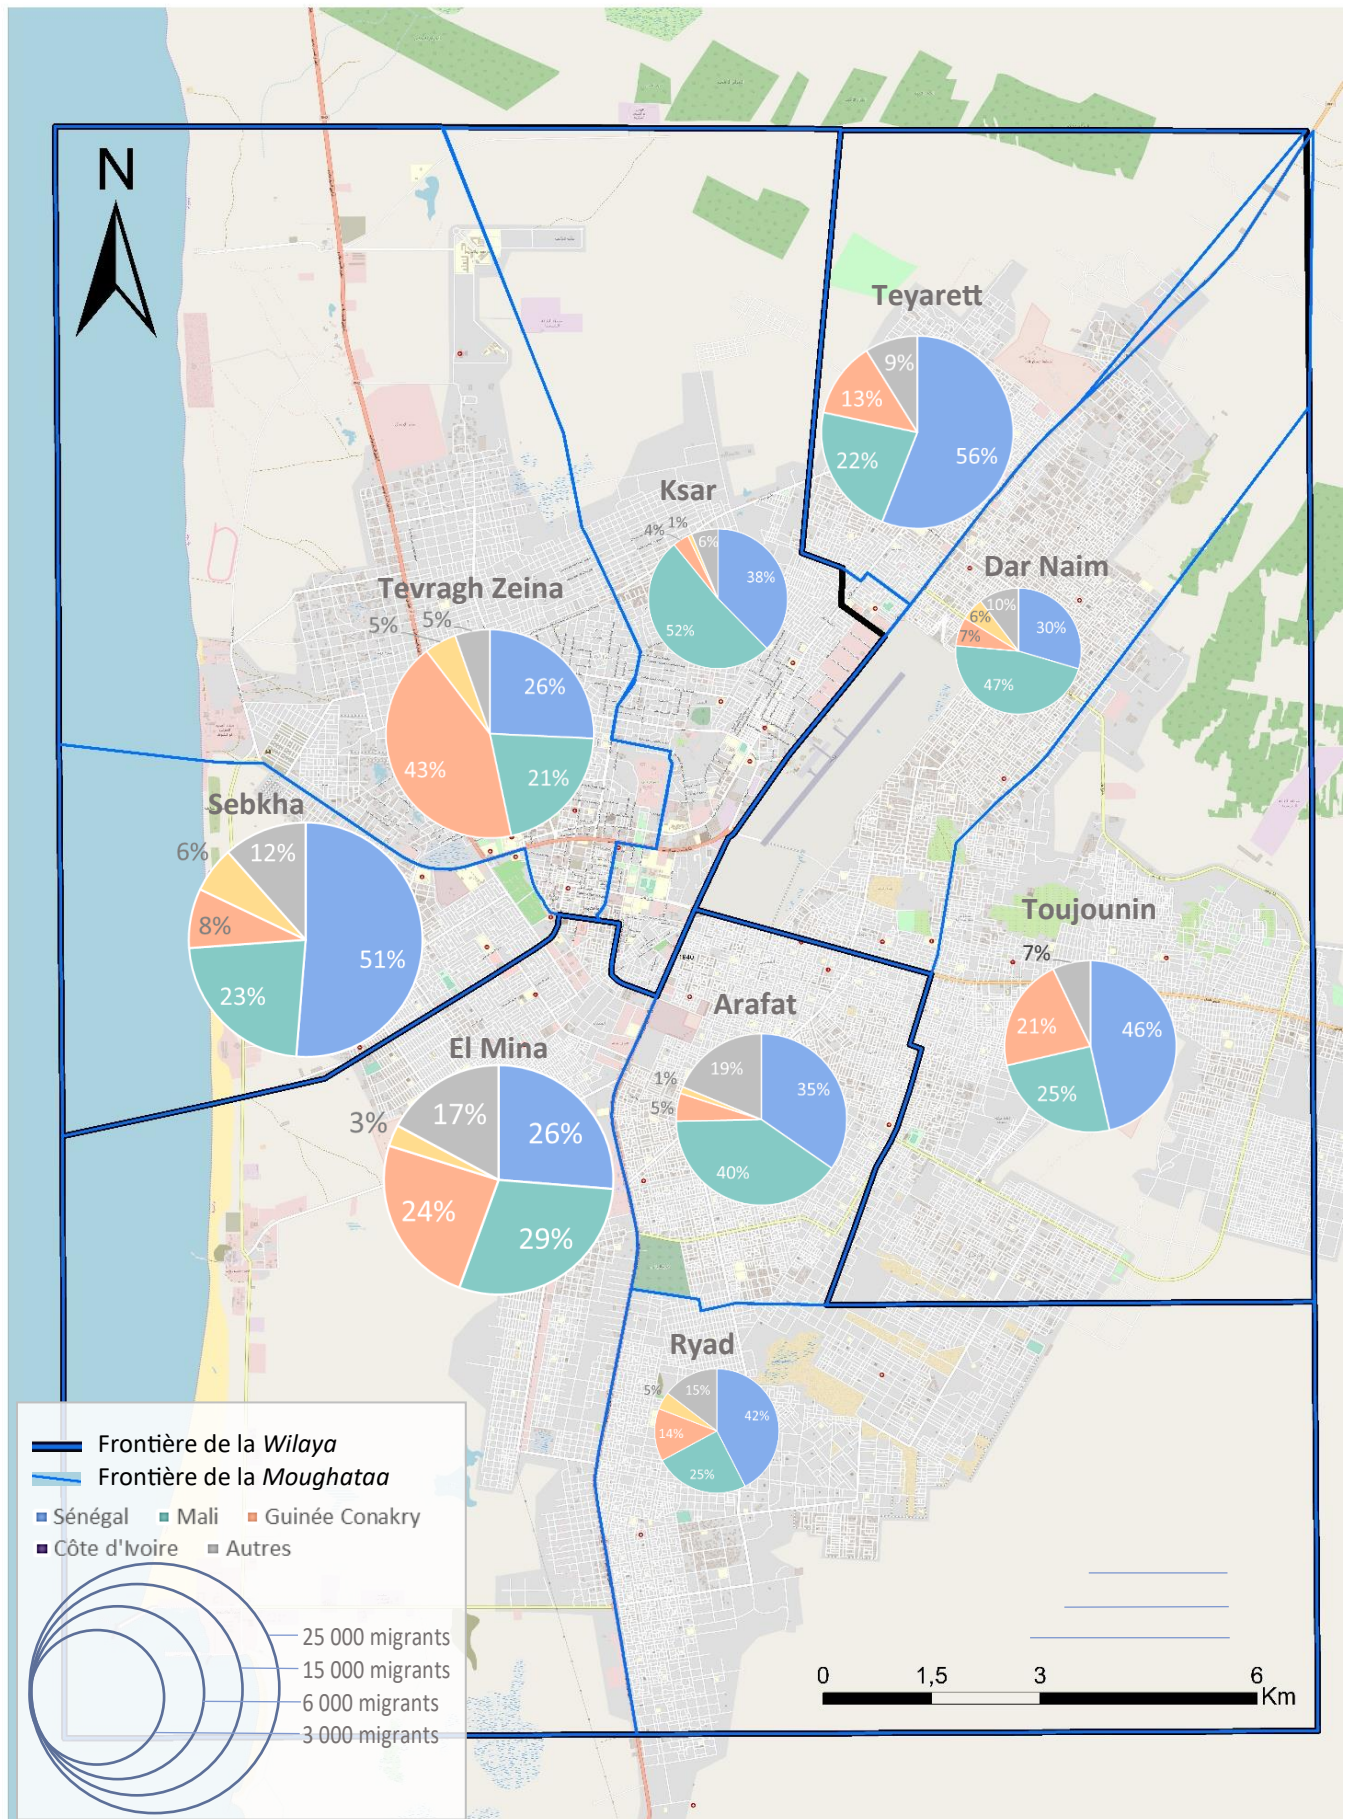 N
Teyarett
9%
13%
56%
22%
Ksar
4%
1%
6%
38%
52%
Dar Naim
10%
6%
30%
7%
47%
Tevragh Zeina
5%
5%
26%
43%
21%
Sebkha
6%
12%
8%
51%
23%
Toujounin
7%
21%
46%
25%
Arafat
19%
1%
35%
5%
40%
El Mina
3%
17%
26%
24%
29%
Ryad
5%
15%
42%
14%
25%
Frontière de la Wilaya
Frontière de la Moughataa
Sénégal Mali Guinée Conakry
Côte d'Ivoire Autres
25 000 migrants
15 000 migrants
6 000 migrants
3 000 migrants
0 1,5 3 6
Km